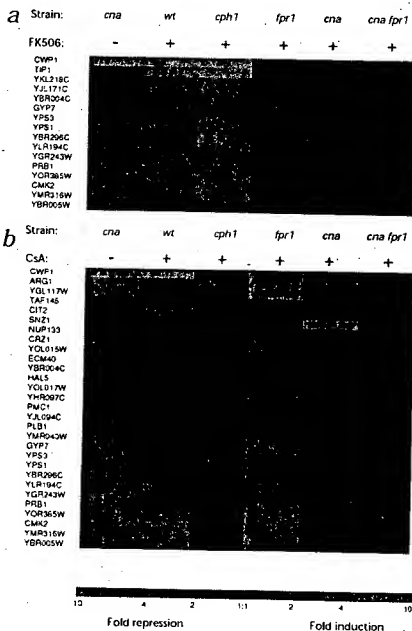 a Strain: cna wt cph1 fpr1 cna cna fpr1
FK506: - + + + + +
CWP1
TIP1
YKL218C
YJL171C
YBR004C
GYP7
YPS3
YPS1
YBR296C
YLR194C
YGR243W
PRB1
YOR385W
CMK2
YMR316W
YBR005W
b Strain: cna wt cph1 fpr1 cna cna fpr1
CsA: - + + + + +
CWP1
ARG1
YGL117W
TAF145
CIT2
SNZ1
NUP133
CRZ1
YOL015W
ECM40
YBR004C
HAL5
YOL017W
YHR097C
PMC1
YJL094C
PLB1
YMR040W
GYP7
YPS3
YPS1
YBR296C
YLR194C
YGR243W
PRB1
YOR385W
CMK2
YMR316W
YBR005W
10 4 2 1:1 2 4 10
Fold repression Fold induction